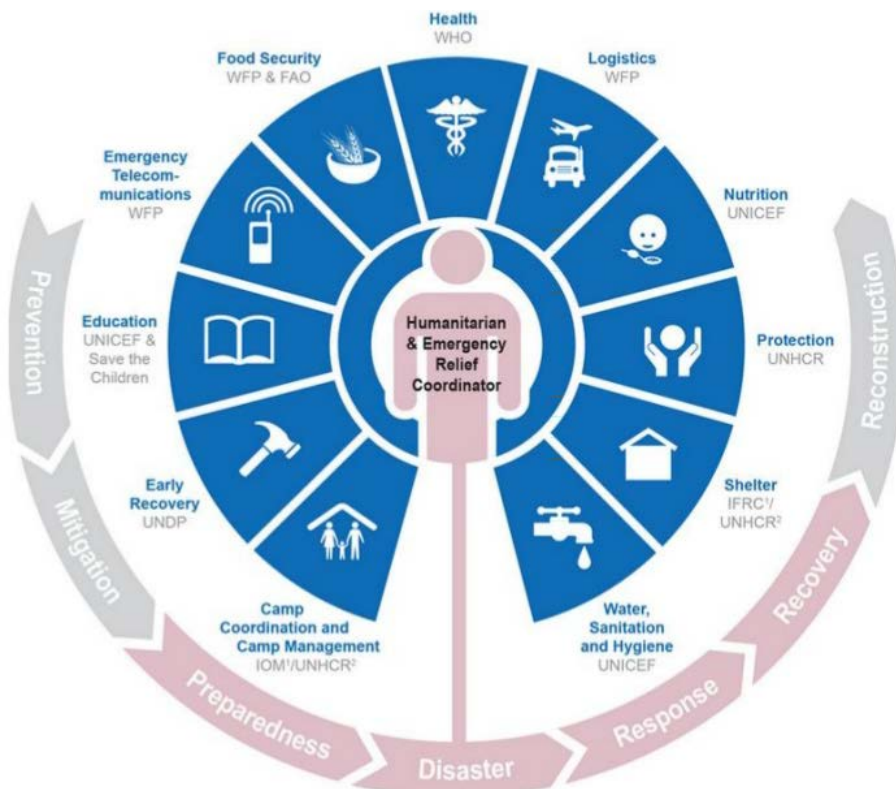 Health
WHO
Food Security
WFP & FAO
Logistics
WFP
Emergency
Telecom-
munications
WFP
Nutrition
UNICEF
Education
UNICEF &
Save the
Children
Humanitarian
& Emergency
Relief
Coordinator
Protection
UNHCR
Early
Recovery
UNDP
Shelter
IFRC¹/
UNHCR²
Camp
Coordination and
Camp Management
IOM¹/UNHCR²
Water,
Sanitation
and Hygiene
UNICEF
Prevention
Mitigation
Preparedness
Disaster
Response
Recovery
Reconstruction